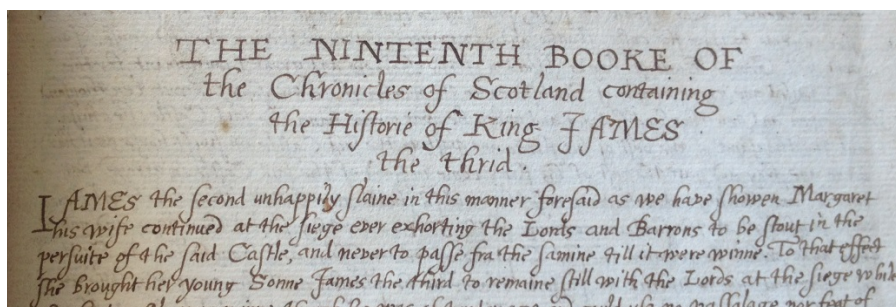 THE NINTENTH BOOKE OF
the Chronicles of Scotland containing
the Historie of King JAMES
the thrid.
IAMES the second unhappily slaine in this manner foresaid as we have showen Margaret
his wife continued at the siege ever exhorting the Lords and Barrons to be stout in the
persuite of the said Castle, and never to passe fra the samine till it were winne. To that effect
she brought her young Sonne James the third to remaine still with the Lords at the siege